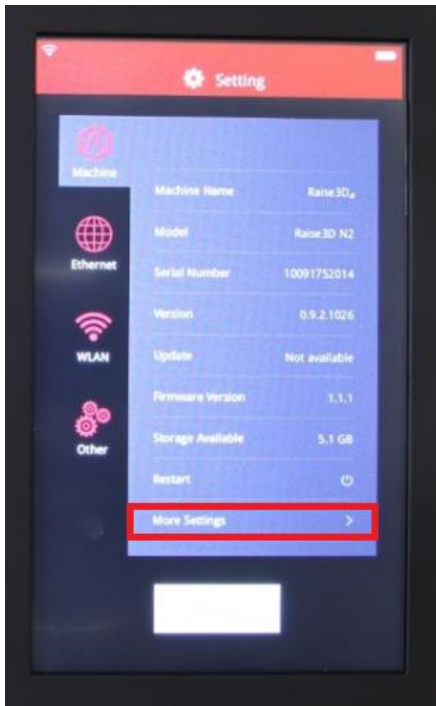 Setting
Machine
Machine Name Raise3D
Model Raise3D N2
Ethernet
Serial Number 10091752014
Version 0.9.2.1026
WLAN
Update Not available
Firmware Version 1.1.1
Other
Storage Available 5.1 GB
Restart
More Settings >